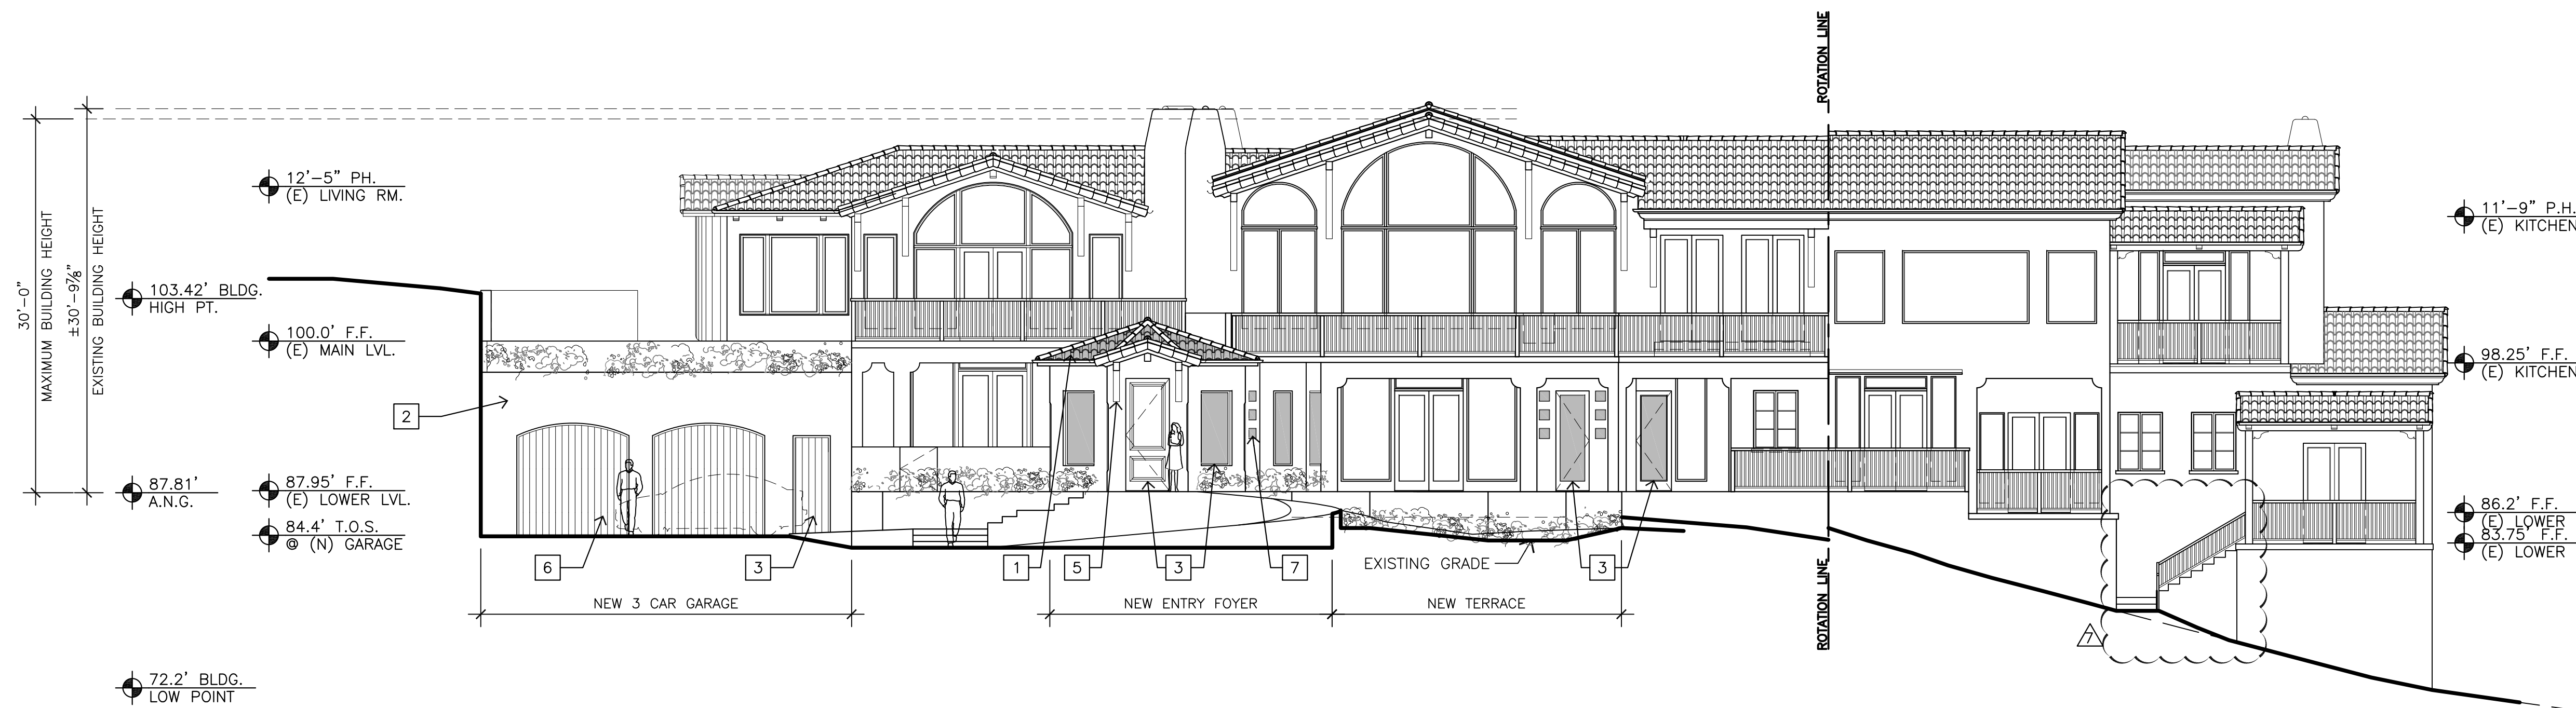 ROTATION LINE
30'-0"
MAXIMUM BUILDING HEIGHT
±30'-9⅞"
EXISTING BUILDING HEIGHT
12'-5" PH.
(E) LIVING RM.
103.42' BLDG.
HIGH PT.
100.0' F.F.
(E) MAIN LVL.
87.81'
A.N.G.
87.95' F.F.
(E) LOWER LVL.
84.4' T.O.S.
@ (N) GARAGE
72.2' BLDG.
LOW POINT
2
6
3
1
5
3
7
EXISTING GRADE
3
NEW 3 CAR GARAGE
NEW ENTRY FOYER
NEW TERRACE
ROTATION LINE
7
11'-9" P.H.
(E) KITCHEN
98.25' F.F.
(E) KITCHEN
86.2' F.F.
(E) LOWER
83.75' F.F.
(E) LOWER